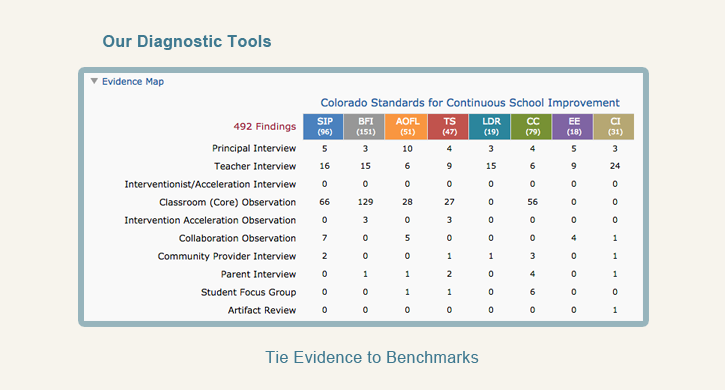 Our Diagnostic Tools
Evidence Map
Colorado Standards for Continuous School Improvement
492 Findings SIP (96) BFI (151) AOFL (51) TS (47) LDR (19) CC (79) EE (18) CI (31)
Principal Interview 5 3 10 4 3 4 5 3
Teacher Interview 16 15 6 9 15 6 9 24
Interventionist/Acceleration Interview 0 0 0 0 0 0 0 0
Classroom (Core) Observation 66 129 28 27 0 56 0 0
Intervention Acceleration Observation 0 3 0 3 0 0 0 0
Collaboration Observation 7 0 5 0 0 0 4 1
Community Provider Interview 2 0 0 1 1 3 0 1
Parent Interview 0 1 1 2 0 4 0 1
Student Focus Group 0 0 1 1 0 6 0 0
Artifact Review 0 0 0 0 0 0 0 1
Tie Evidence to Benchmarks